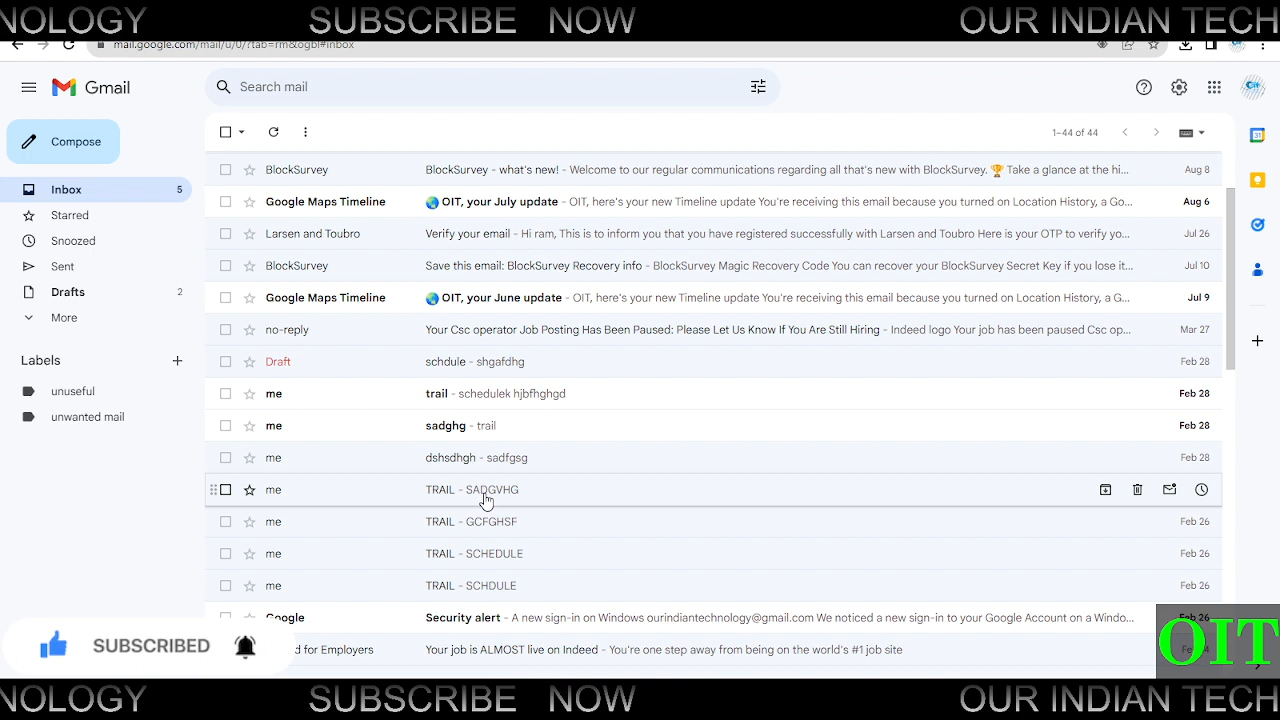 NOLOGY SUBSCRIBE NOW OUR INDIAN TECH
mail.google.com/mail/u/0/?tab=rm&ogbl#inbox
Gmail
Search mail
Oit
Compose
1–44 of 44
Inbox 5
Starred
Snoozed
Sent
Drafts 2
More
Labels
unuseful
unwanted mail
BlockSurvey BlockSurvey - what's new! - Welcome to our regular communications regarding all that's new with BlockSurvey. 🏆 Take a glance at the hi... Aug 8
Google Maps Timeline 🌏 OIT, your July update - OIT, here's your new Timeline update You're receiving this email because you turned on Location History, a Go... Aug 6
Larsen and Toubro Verify your email - Hi ram, This is to inform you that you have registered successfully with Larsen and Toubro Here is your OTP to verify yo... Jul 26
BlockSurvey Save this email: BlockSurvey Recovery info - BlockSurvey Magic Recovery Code You can recover your BlockSurvey Secret Key if you lose it... Jul 10
Google Maps Timeline 🌏 OIT, your June update - OIT, here's your new Timeline update You're receiving this email because you turned on Location History, a G... Jul 9
no-reply Your Csc operator Job Posting Has Been Paused: Please Let Us Know If You Are Still Hiring - Indeed logo Your job has been paused Csc op... Mar 27
Draft schdule - shgafdhg Feb 28
me trail - schedulek hjbfhghgd Feb 28
me sadghg - trail Feb 28
me dshsdhgh - sadfgsg Feb 28
me TRAIL - SADGVHG
me TRAIL - GCFGHSF Feb 26
me TRAIL - SCHEDULE Feb 26
me TRAIL - SCHDULE Feb 26
Google Security alert - A new sign-in on Windows ourindiantechnology@gmail.com We noticed a new sign-in to your Google Account on a Windo... Feb 26
d for Employers Your job is ALMOST live on Indeed - You're one step away from being on the world's #1 job site
SUBSCRIBED
OIT
NOLOGY SUBSCRIBE NOW OUR INDIAN TECH